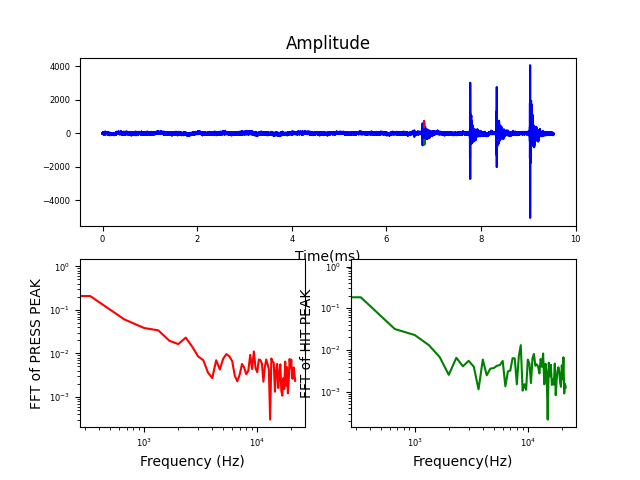 Amplitude
4000
2000
0
−2000
−4000
0 2 4 6 8 10
Time(ms)
FFT of PRESS PEAK
10⁰
10⁻¹
10⁻²
10⁻³
10³ 10⁴
Frequency (Hz)
FFT of HIT PEAK
10⁰
10⁻¹
10⁻²
10⁻³
10³ 10⁴
Frequency(Hz)